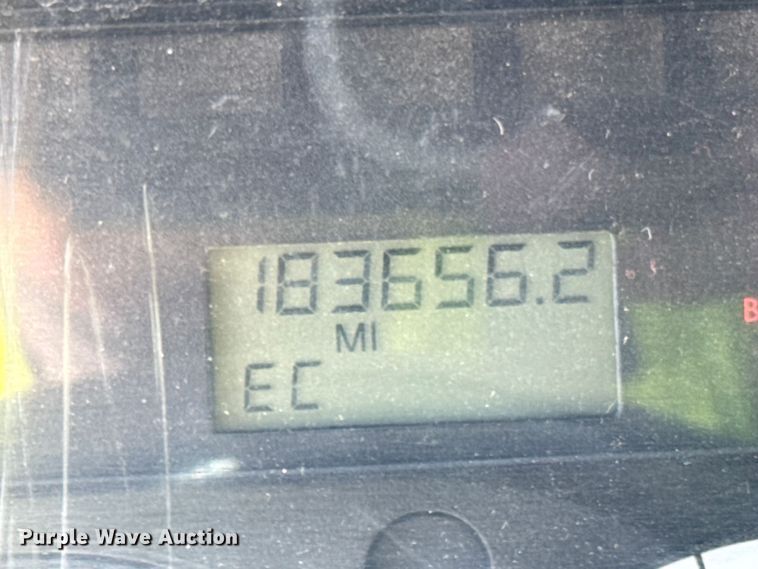 183656.2
MI
EC
B
Purple Wave Auction